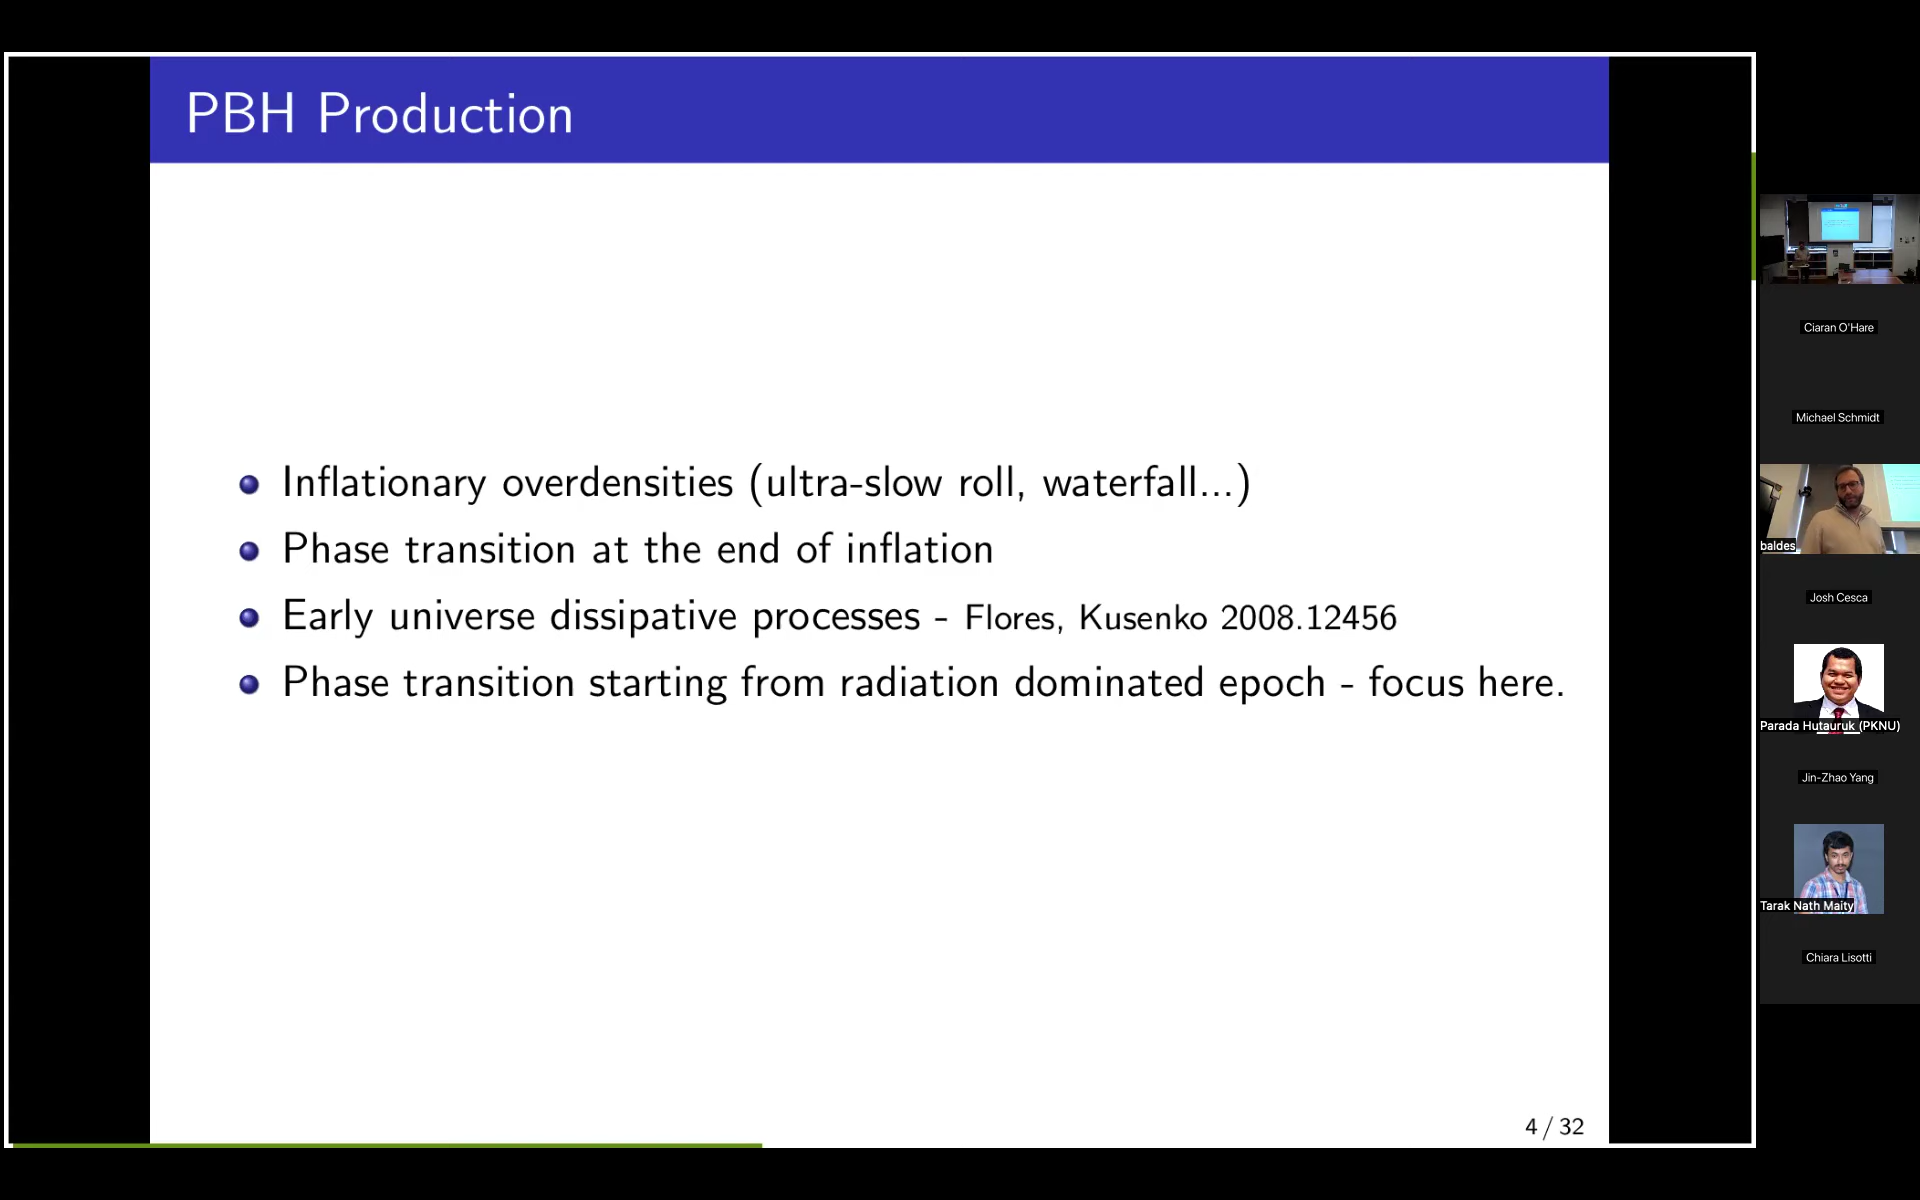 PBH Production
Inflationary overdensities (ultra-slow roll, waterfall...)
Phase transition at the end of inflation
Early universe dissipative processes - Flores, Kusenko 2008.12456
Phase transition starting from radiation dominated epoch - focus here.
4 / 32
Ciaran O'Hare
Michael Schmidt
baldes
Josh Cesca
Parada Hutauruk (PKNU)
Jin-Zhao Yang
Tarak Nath Maity
Chiara Lisotti